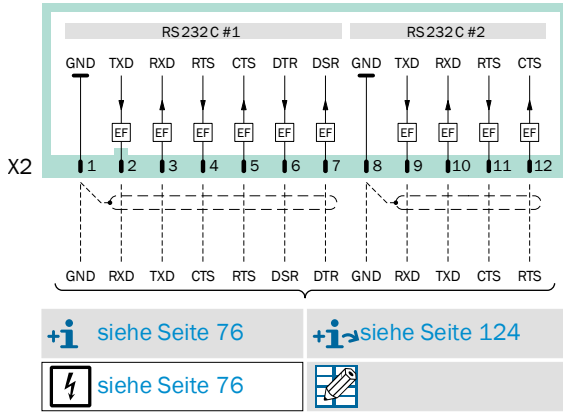 RS232C #1 RS232C #2
GND TXD RXD RTS CTS DTR DSR GND TXD RXD RTS CTS
EF EF EF EF EF EF EF EF EF EF
X2 1 2 3 4 5 6 7 8 9 10 11 12
GND RXD TXD CTS RTS DSR DTR GND RXD TXD CTS RTS
+i siehe Seite 76 +i siehe Seite 124
siehe Seite 76